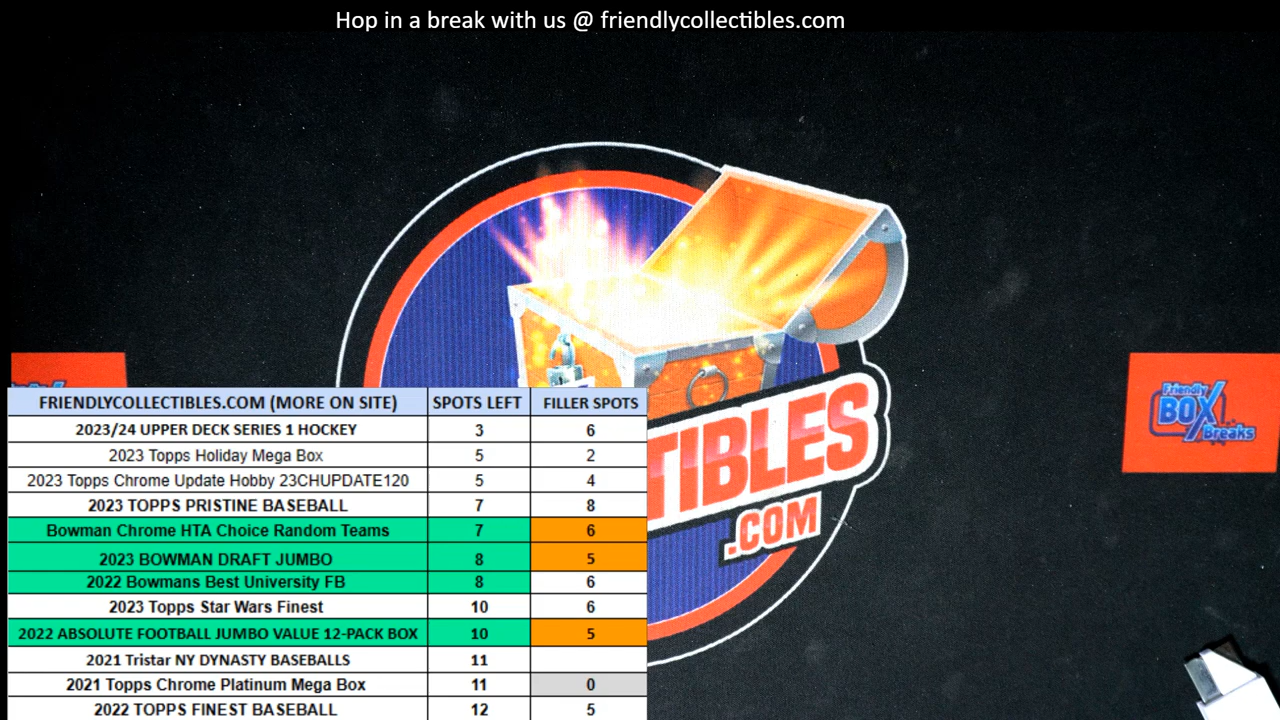 Hop in a break with us @ friendlycollectibles.com
FRIENDLYCOLLECTIBLES.COM (MORE ON SITE) SPOTS LEFT FILLER SPOTS
2023/24 UPPER DECK SERIES 1 HOCKEY 3 6
2023 Topps Holiday Mega Box 5 2
2023 Topps Chrome Update Hobby 23CHUPDATE120 5 4
2023 TOPPS PRISTINE BASEBALL 7 8
Bowman Chrome HTA Choice Random Teams 7 6
2023 BOWMAN DRAFT JUMBO 8 5
2022 Bowmans Best University FB 8 6
2023 Topps Star Wars Finest 10 6
2022 ABSOLUTE FOOTBALL JUMBO VALUE 12-PACK BOX 10 5
2021 Tristar NY DYNASTY BASEBALLS 11
2021 Topps Chrome Platinum Mega Box 11 0
2022 TOPPS FINEST BASEBALL 12 5
TIBLES
.COM
Friendly
BOX
Breaks